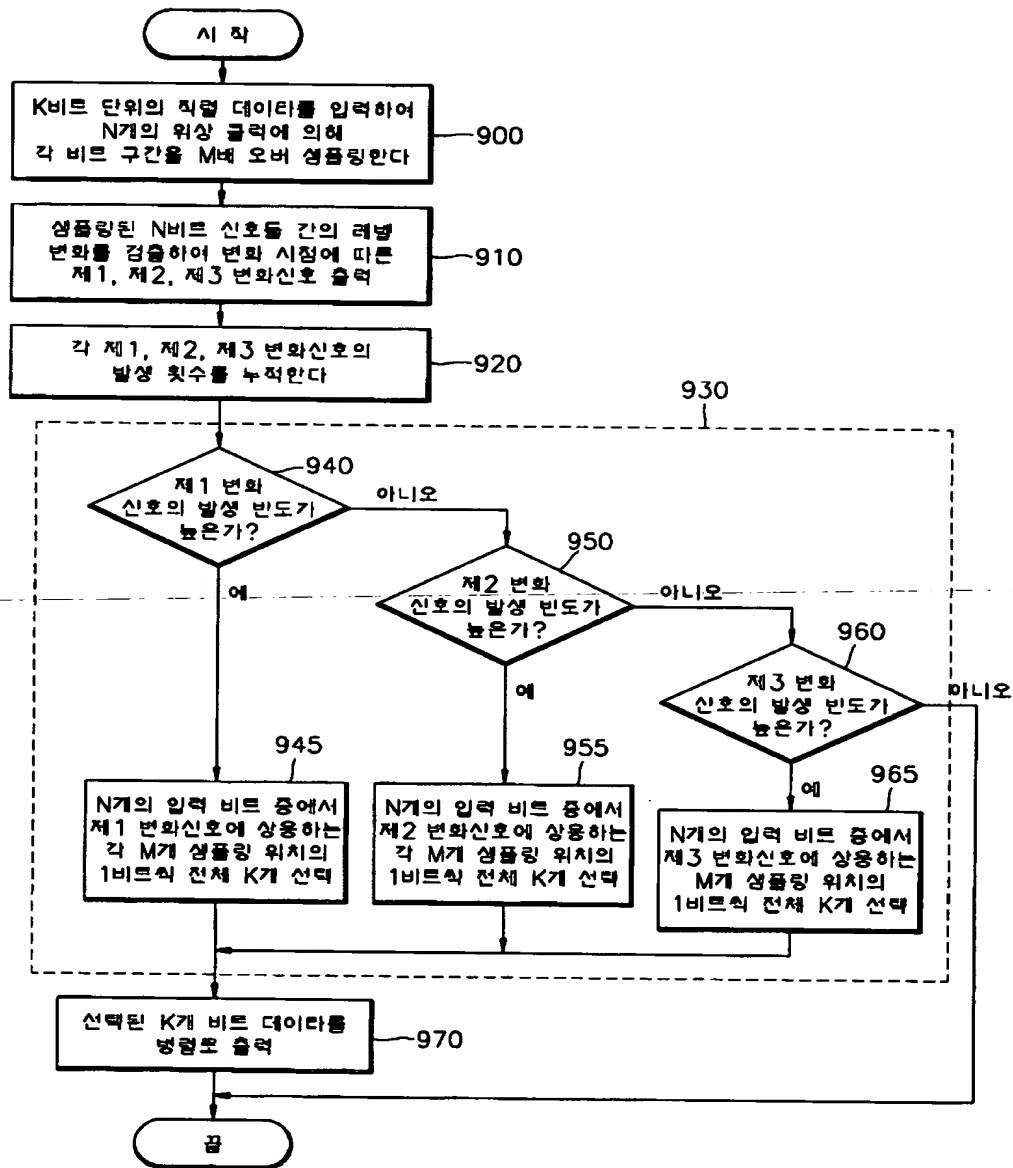 시 작
K비트 단위의 직렬 데이타를 입력하여
N개의 위상 클럭에 의해
각 비트 구간을 M배 오버 샘플링한다
900
샘플링된 N비트 신호들 간의 레벨
변화를 검출하여 변화 시점에 따른
제1, 제2, 제3 변화신호 출력
910
각 제1, 제2, 제3 변화신호의
발생 횟수를 누적한다
920
930
940
제1 변화
신호의 발생 빈도가
높은가?
아니오
예
950
제2 변화
신호의 발생 빈도가
높은가?
아니오
예
960
제3 변화
신호의 발생 빈도가
높은가?
아니오
예
945
N개의 입력 비트 중에서
제1 변화신호에 상응하는
각 M개 샘플링 위치의
1비트씩 전체 K개 선택
955
N개의 입력 비트 중에서
제2 변화신호에 상응하는
각 M개 샘플링 위치의
1비트씩 전체 K개 선택
965
N개의 입력 비트 중에서
제3 변화신호에 상응하는
M개 샘플링 위치의
1비트씩 전체 K개 선택
선택된 K개 비트 데이타를
병렬로 출력
970
끝